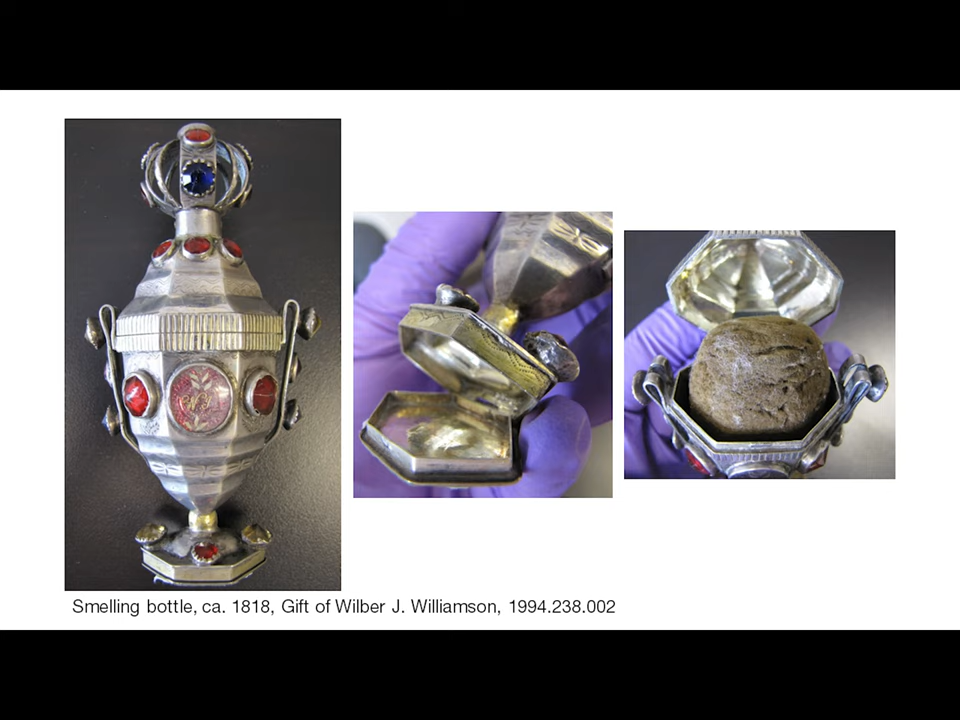 Smelling bottle, ca. 1818, Gift of Wilber J. Williamson, 1994.238.002